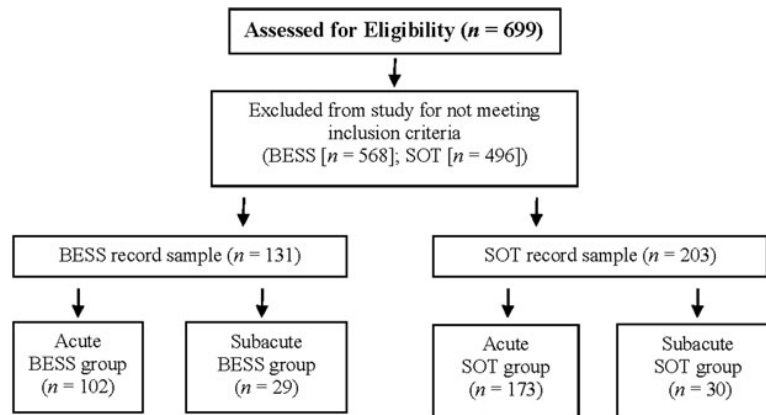 Assessed for Eligibility (n = 699)
Excluded from study for not meeting
inclusion criteria
(BESS [n = 568]; SOT [n = 496])
BESS record sample (n = 131)
SOT record sample (n = 203)
Acute
BESS group
(n = 102)
Subacute
BESS group
(n = 29)
Acute
SOT group
(n = 173)
Subacute
SOT group
(n = 30)